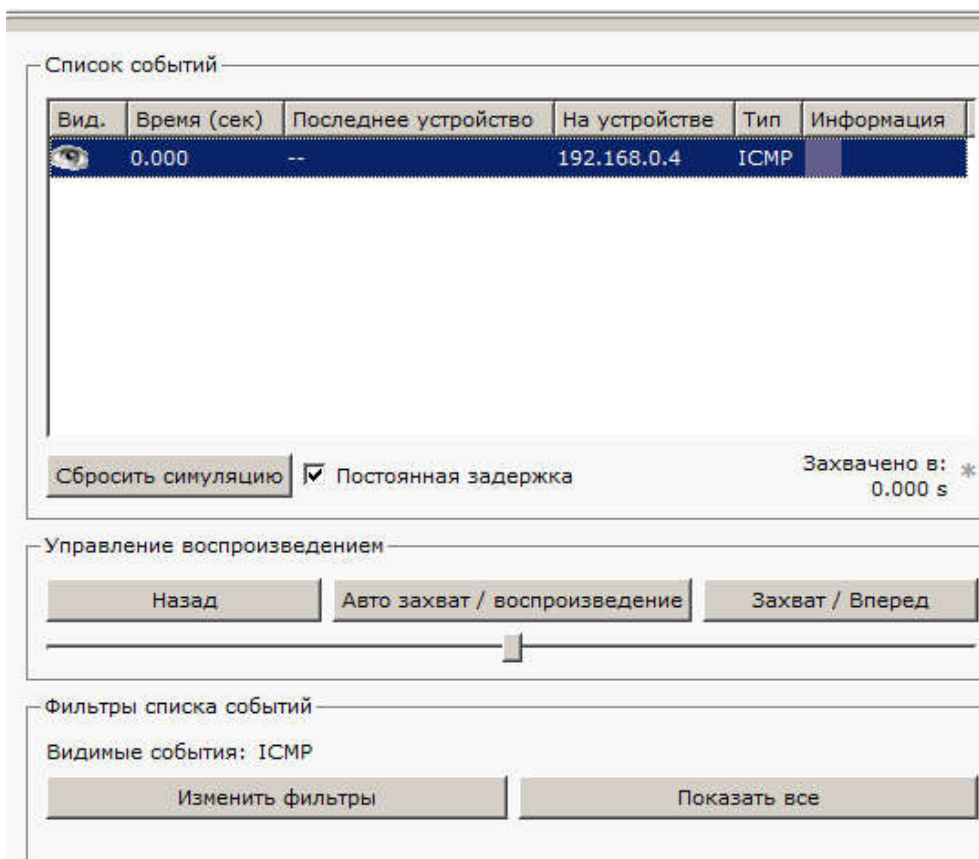 Список событий
Вид. Время (сек) Последнее устройство На устройстве Тип Информация
0.000 -- 192.168.0.4 ICMP
Сбросить симуляцию Постоянная задержка Захвачено в: *
0.000 s
Управление воспроизведением
Назад Авто захват / воспроизведение Захват / Вперед
Фильтры списка событий
Видимые события: ICMP
Изменить фильтры Показать все